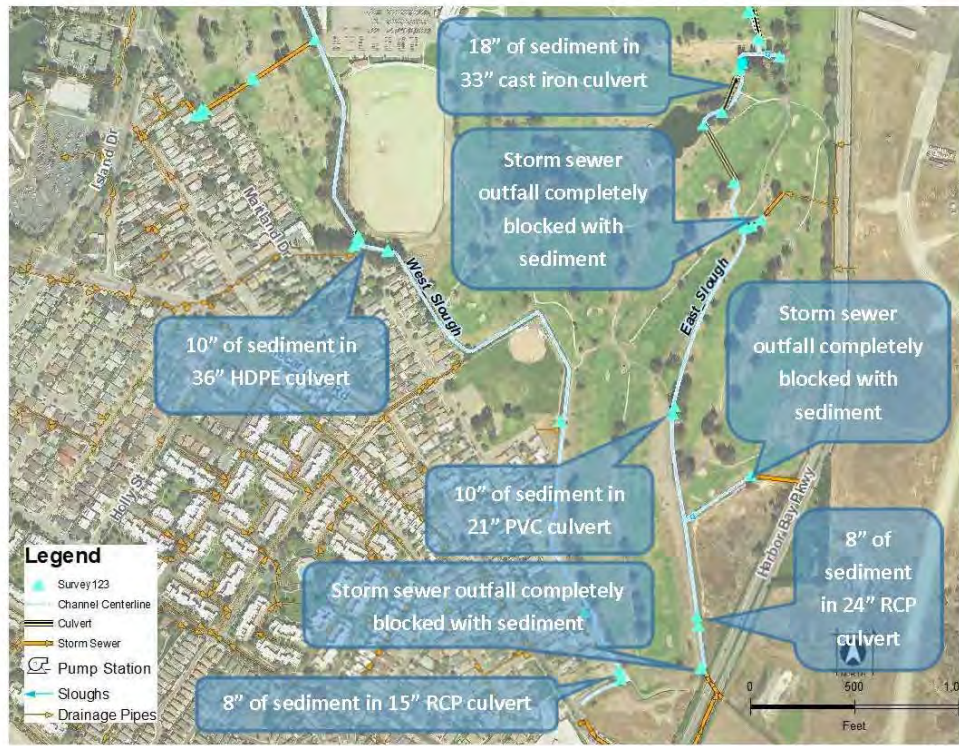 18” of sediment in
33” cast iron culvert
Storm sewer
outfall completely
blocked with
sediment
Island Dr
Maitland Dr
West Slough
East Slough
10” of sediment in
36” HDPE culvert
Storm sewer
outfall completely
blocked with
sediment
Holly St
10” of sediment in
21” PVC culvert
Harbor Bay Pkwy
8” of
sediment
in 24” RCP
culvert
Storm sewer outfall completely
blocked with sediment
8” of sediment in 15” RCP culvert
Legend
Survey123
Channel Centerline
Culvert
Storm Sewer
Pump Station
Sloughs
Drainage Pipes
0 500 1,0
Feet